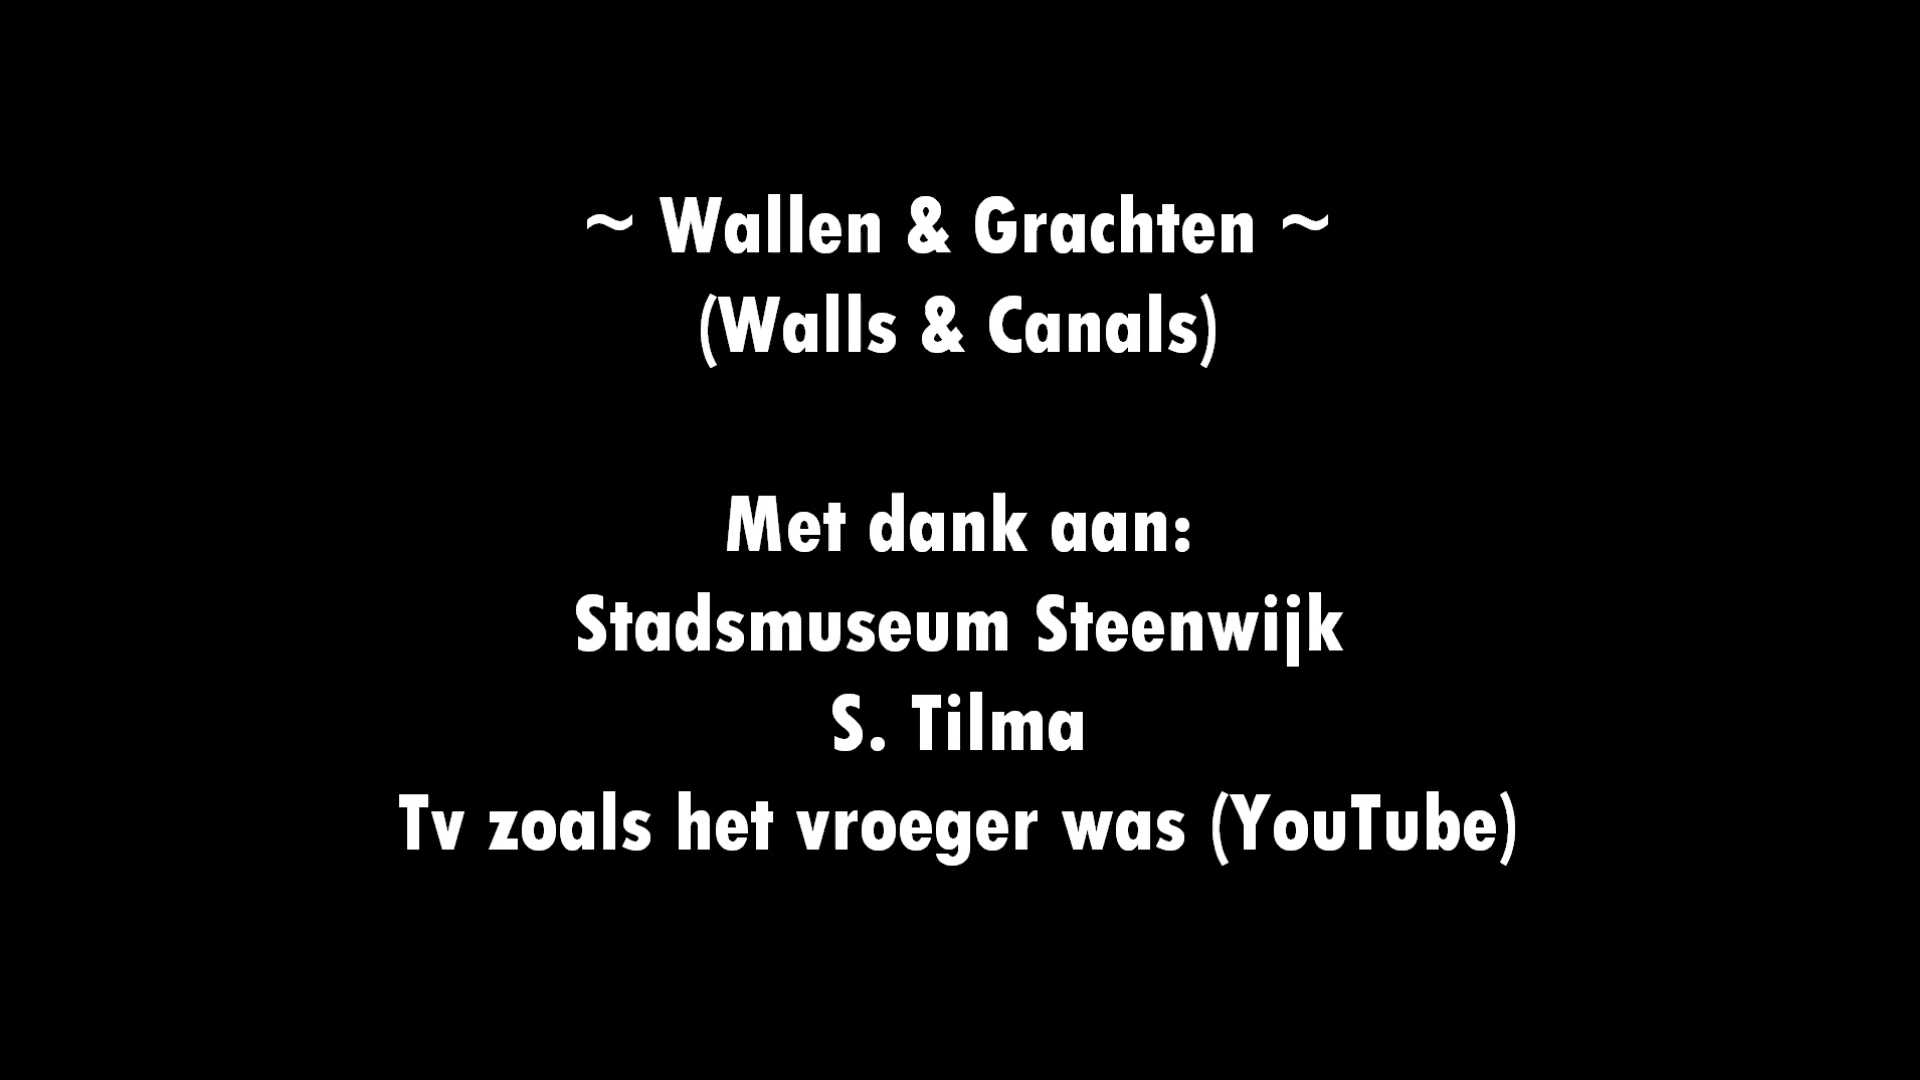 ~ Wallen & Grachten ~
(Walls & Canals)
Met dank aan:
Stadsmuseum Steenwijk
S. Tilma
Tv zoals het vroeger was (YouTube)